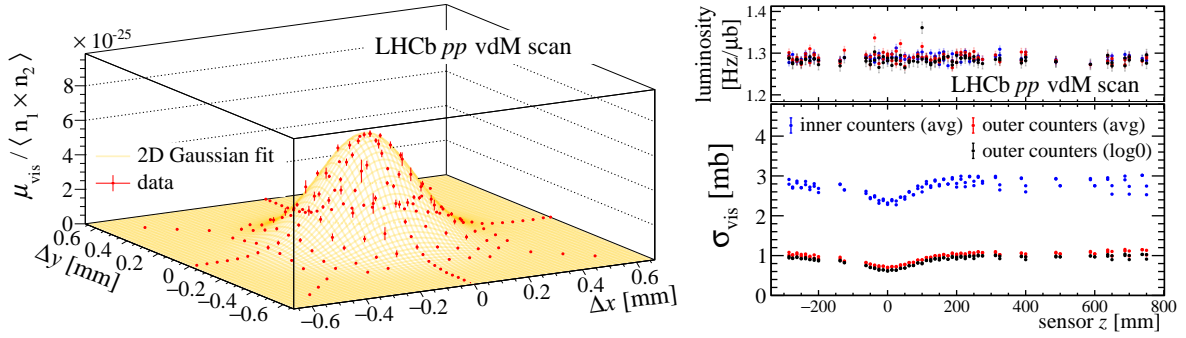 × 10⁻²⁵
LHCb pp vdM scan
μ_vis / ⟨ n₁ × n₂ ⟩
8
6
4
2
0
2D Gaussian fit
data
0.6
0.4
0.2
0
−0.2
−0.4
−0.6
Δy [mm]
−0.6
−0.4
−0.2
0
0.2
0.4
0.6
Δx [mm]
luminosity
[Hz/μb]
1.4
1.3
1.2
LHCb pp vdM scan
σ_vis [mb]
4
3
2
1
0
inner counters (avg)
outer counters (avg)
outer counters (log0)
−200 0 200 400 600 800
sensor z [mm]